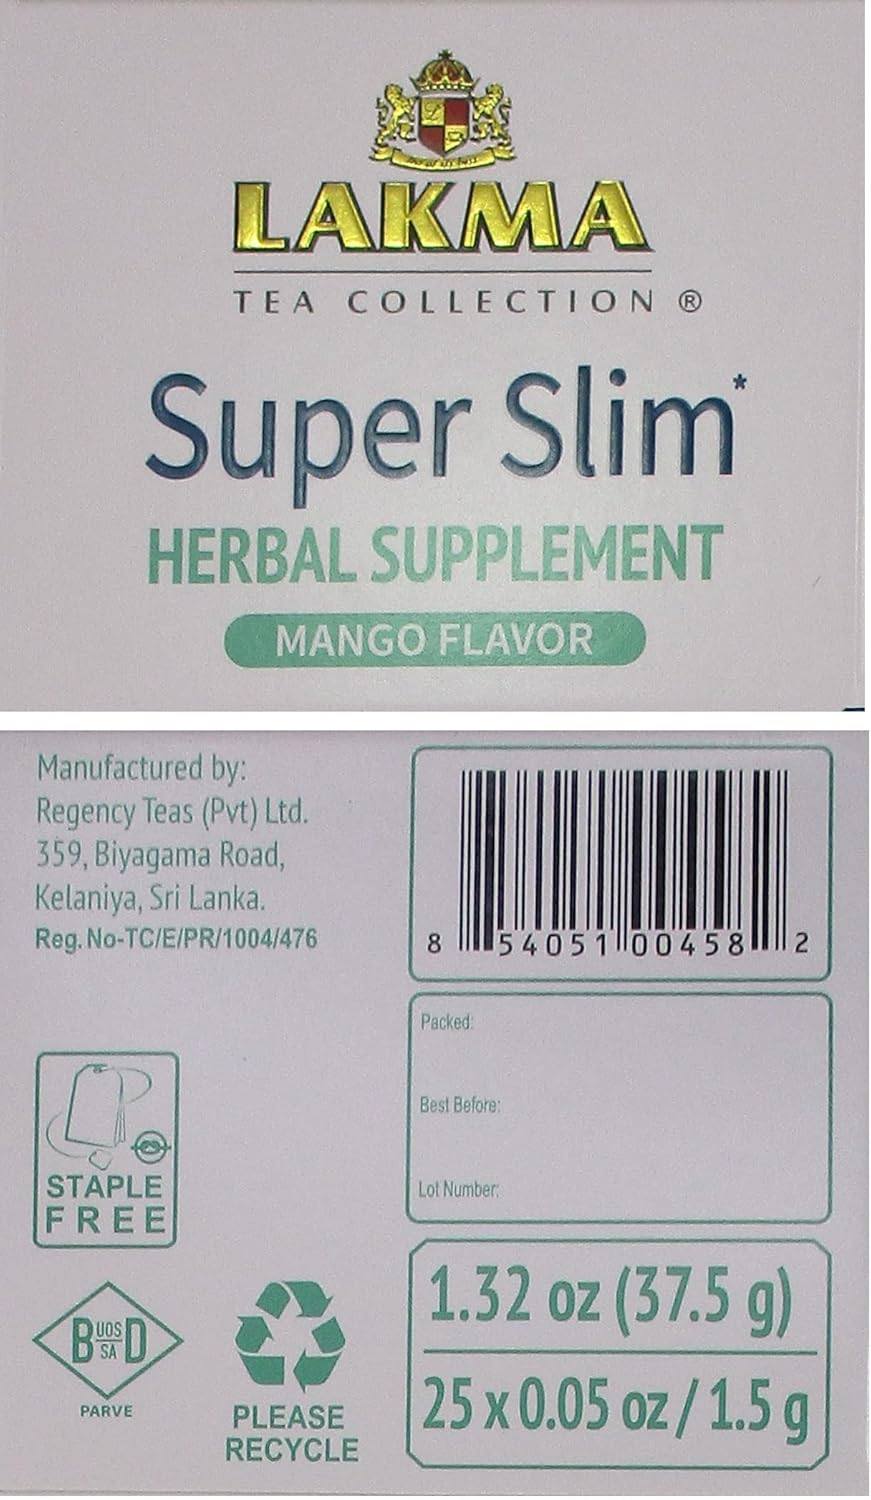 LAKMA
TEA COLLECTION ®
Super Slim*
HERBAL SUPPLEMENT
MANGO FLAVOR
Manufactured by:
Regency Teas (Pvt) Ltd.
359, Biyagama Road,
Kelaniya, Sri Lanka.
Reg. No-TC/E/PR/1004/476
8 54051 00458 2
Packed:
Best Before:
Lot Number:
STAPLE
FREE
B UOS SA D
PARVE
PLEASE
RECYCLE
1.32 oz (37.5 g)
25 x 0.05 oz / 1.5 g